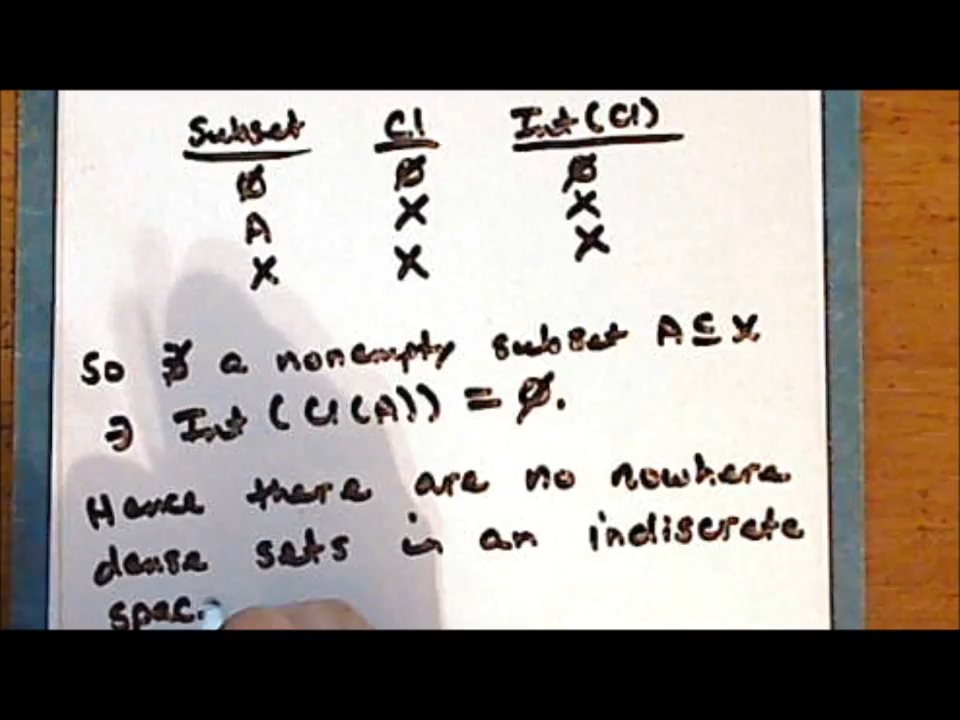 Subset Cl Int(Cl)
Ø Ø Ø
A X X
X X X
So ∄ a nonempty subset A ⊆ X
∋ Int(Cl(A)) = Ø.
Hence there are no nowhere
dense sets in an indiscrete
spac